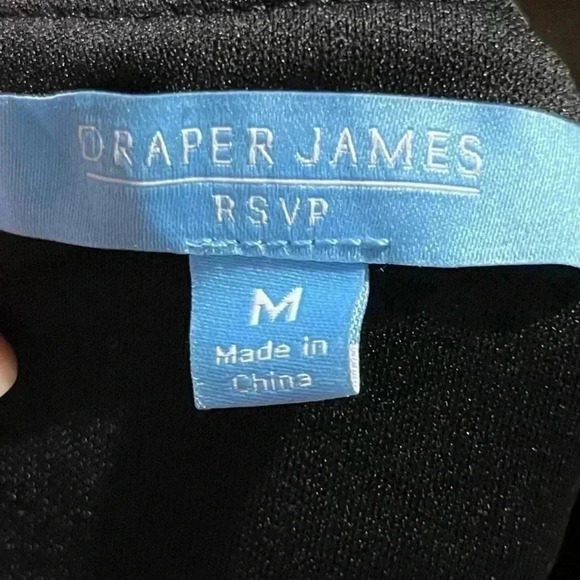 DRAPER JAMES
RSVP
M
Made in
China